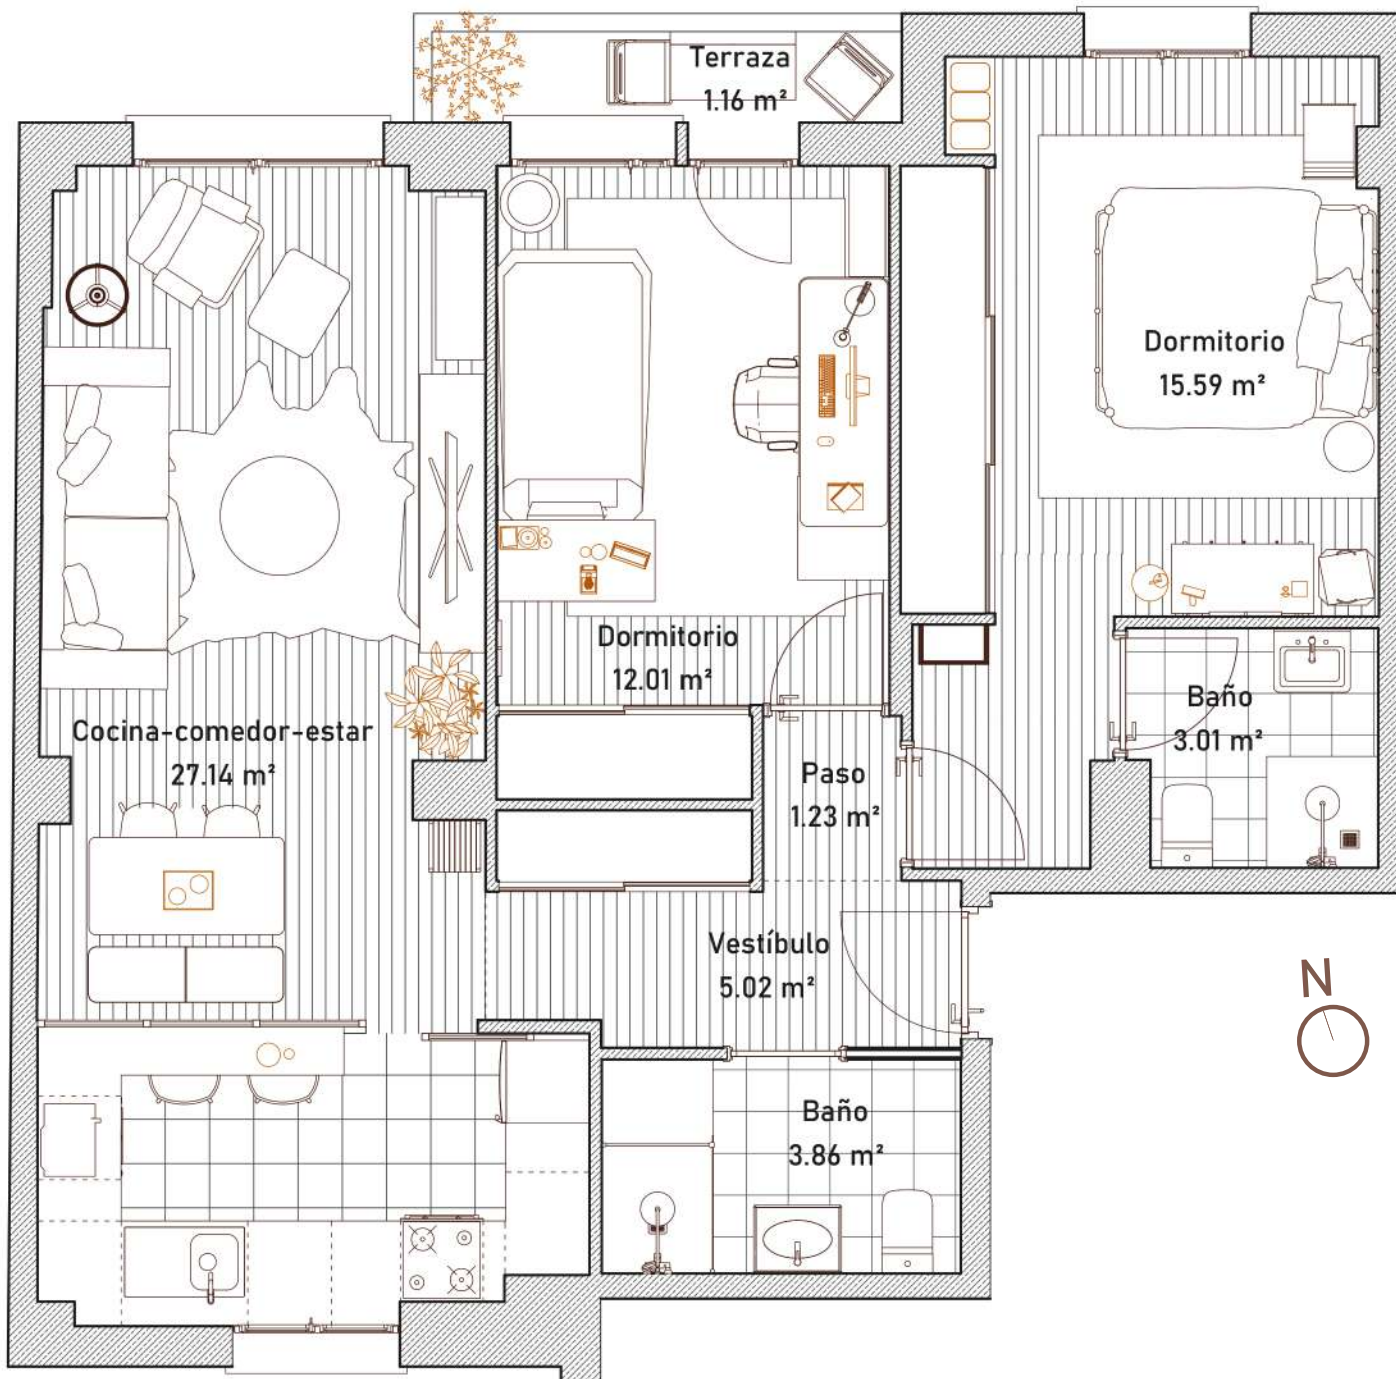 Terraza
1.16 m²
Dormitorio
15.59 m²
Dormitorio
12.01 m²
Cocina-comedor-estar
27.14 m²
Baño
3.01 m²
Paso
1.23 m²
Vestíbulo
5.02 m²
N
Baño
3.86 m²